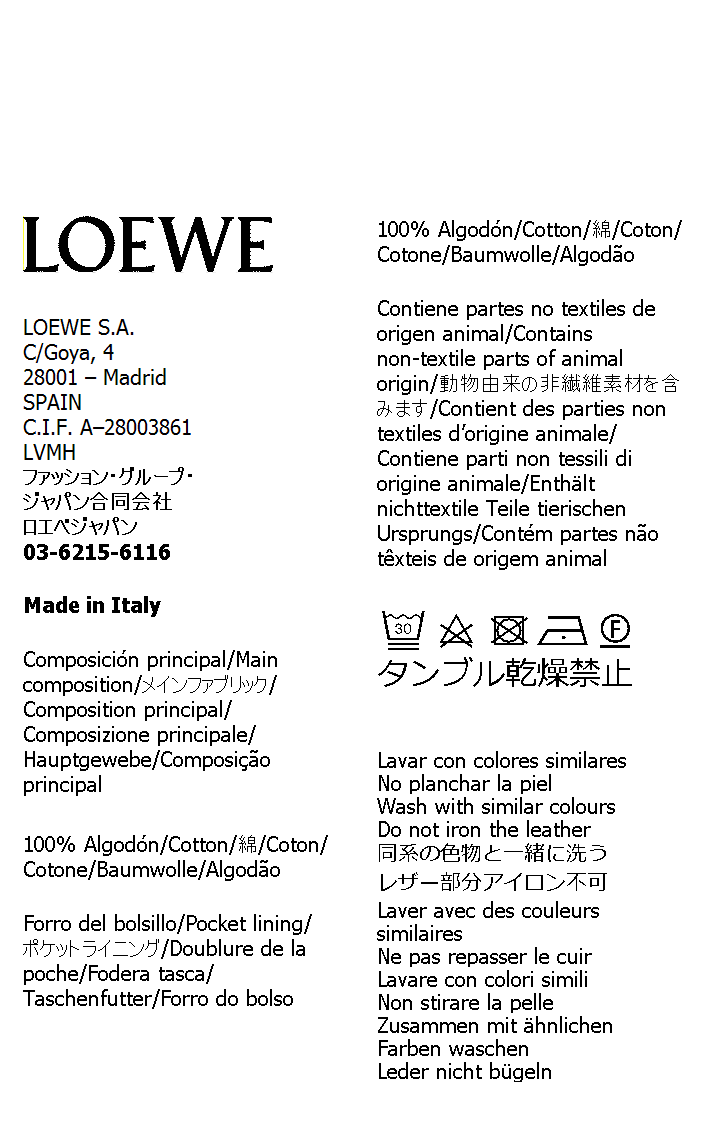 LOEWE
LOEWE S.A.
C/Goya, 4
28001 – Madrid
SPAIN
C.I.F. A–28003861
LVMH
ファッション・グループ・
ジャパン合同会社
ロエベジャパン
03-6215-6116
Made in Italy
Composición principal/Main
composition/メインファブリック/
Composition principal/
Composizione principale/
Hauptgewebe/Composição
principal
100% Algodón/Cotton/綿/Coton/
Cotone/Baumwolle/Algodão
Forro del bolsillo/Pocket lining/
ポケットライニング/Doublure de la
poche/Fodera tasca/
Taschenfutter/Forro do bolso
100% Algodón/Cotton/綿/Coton/
Cotone/Baumwolle/Algodão
Contiene partes no textiles de
origen animal/Contains
non-textile parts of animal
origin/動物由来の非繊維素材を含
みます/Contient des parties non
textiles d’origine animale/
Contiene parti non tessili di
origine animale/Enthält
nichttextile Teile tierischen
Ursprungs/Contém partes não
têxteis de origem animal
30 F
タンブル乾燥禁止
Lavar con colores similares
No planchar la piel
Wash with similar colours
Do not iron the leather
同系の色物と一緒に洗う
レザー部分アイロン不可
Laver avec des couleurs
similaires
Ne pas repasser le cuir
Lavare con colori simili
Non stirare la pelle
Zusammen mit ähnlichen
Farben waschen
Leder nicht bügeln